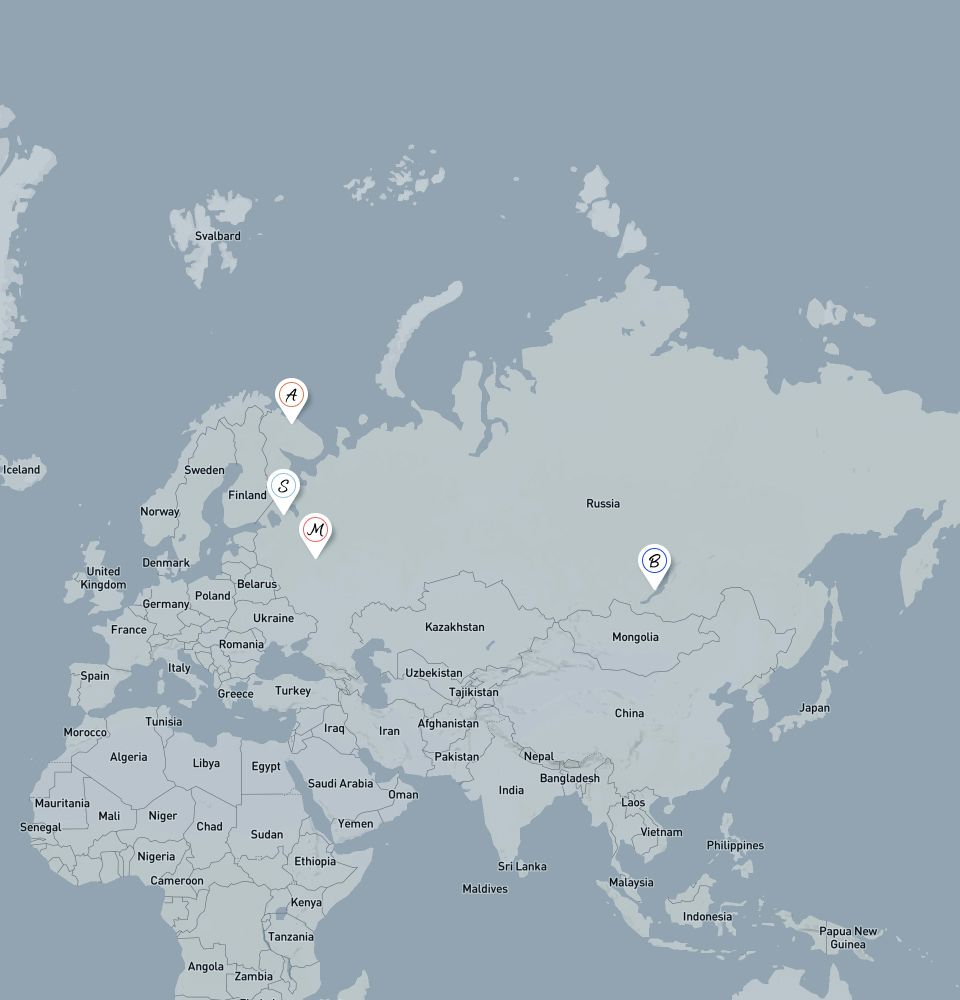 Svalbard
A
Iceland
Sweden
Finland
S
Norway
Russia
M
Denmark
United
Kingdom
Belarus
B
Germany
Poland
Ukraine
France
Kazakhstan
Mongolia
Romania
Italy
Spain
Uzbekistan
Greece
Turkey
Tajikistan
China
Japan
Morocco
Tunisia
Iraq
Iran
Afghanistan
Algeria
Libya
Egypt
Pakistan
Nepal
Bangladesh
Saudi Arabia
Oman
India
Mauritania
Mali
Niger
Chad
Sudan
Yemen
Laos
Senegal
Vietnam
Philippines
Nigeria
Ethiopia
Sri Lanka
Cameroon
Maldives
Malaysia
Kenya
Indonesia
Tanzania
Papua New
Guinea
Angola
Zambia